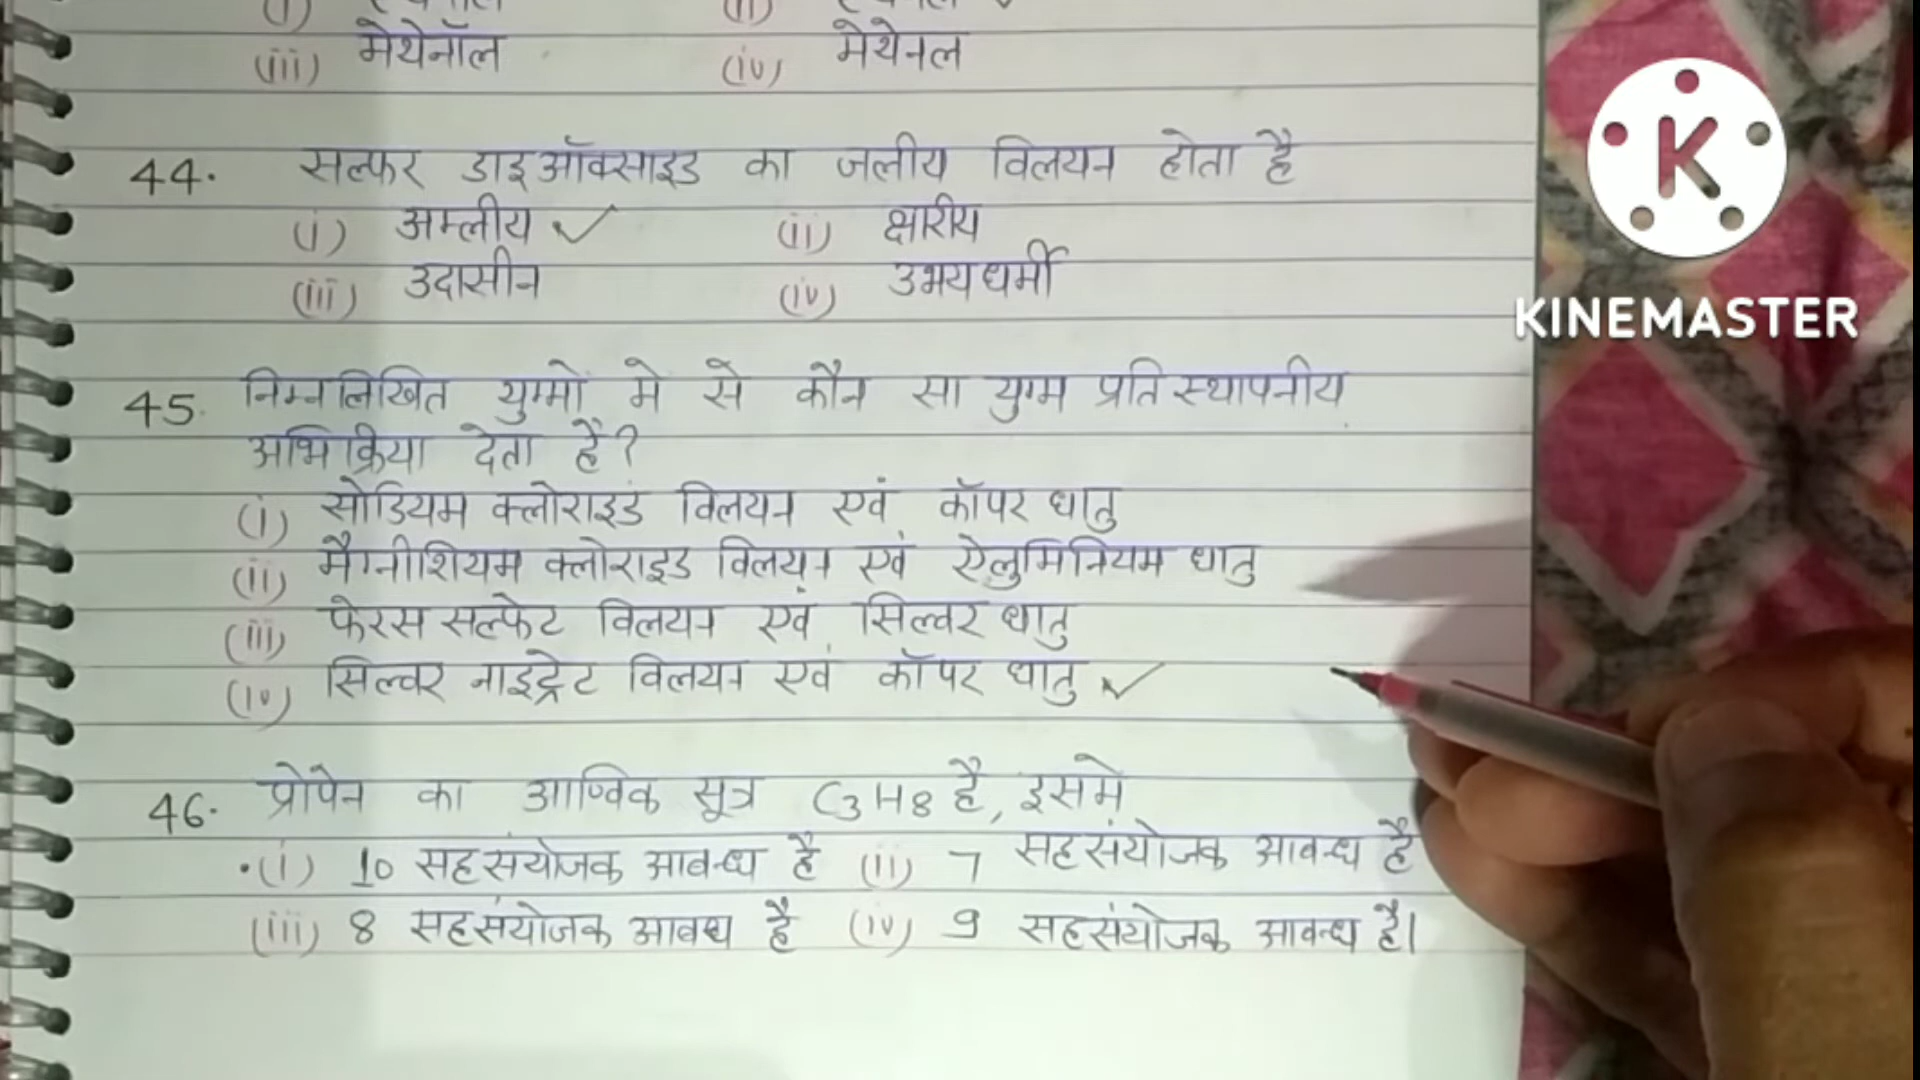 (iii) मेथेनॉल (iv) मेथेनल
44. सल्फर डाइऑक्साइड का जलीय विलयन होता है
(i) अम्लीय ✓ (ii) क्षारीय
(iii) उदासीन (iv) उभयधर्मी
45. निम्नलिखित युग्मों मे से कौन सा युग्म प्रतिस्थापनीय
अभिक्रिया देता है?
(i) सोडियम क्लोराइड विलयन एवं कॉपर धातु
(ii) मैग्नीशियम क्लोराइड विलयन एवं ऐलुमिनियम धातु
(iii) फेरस सल्फेट विलयन एवं सिल्वर धातु
(iv) सिल्वर नाइट्रेट विलयन एवं कॉपर धातु ✓
46. प्रोपेन का आण्विक सूत्र C3H8 है, इसमे
(i) 10 सहसंयोजक आबन्ध है (ii) 7 सहसंयोजक आबन्ध है
(iii) 8 सहसंयोजक आबध है (iv) 9 सहसंयोजक आबन्ध है।
K
KINEMASTER